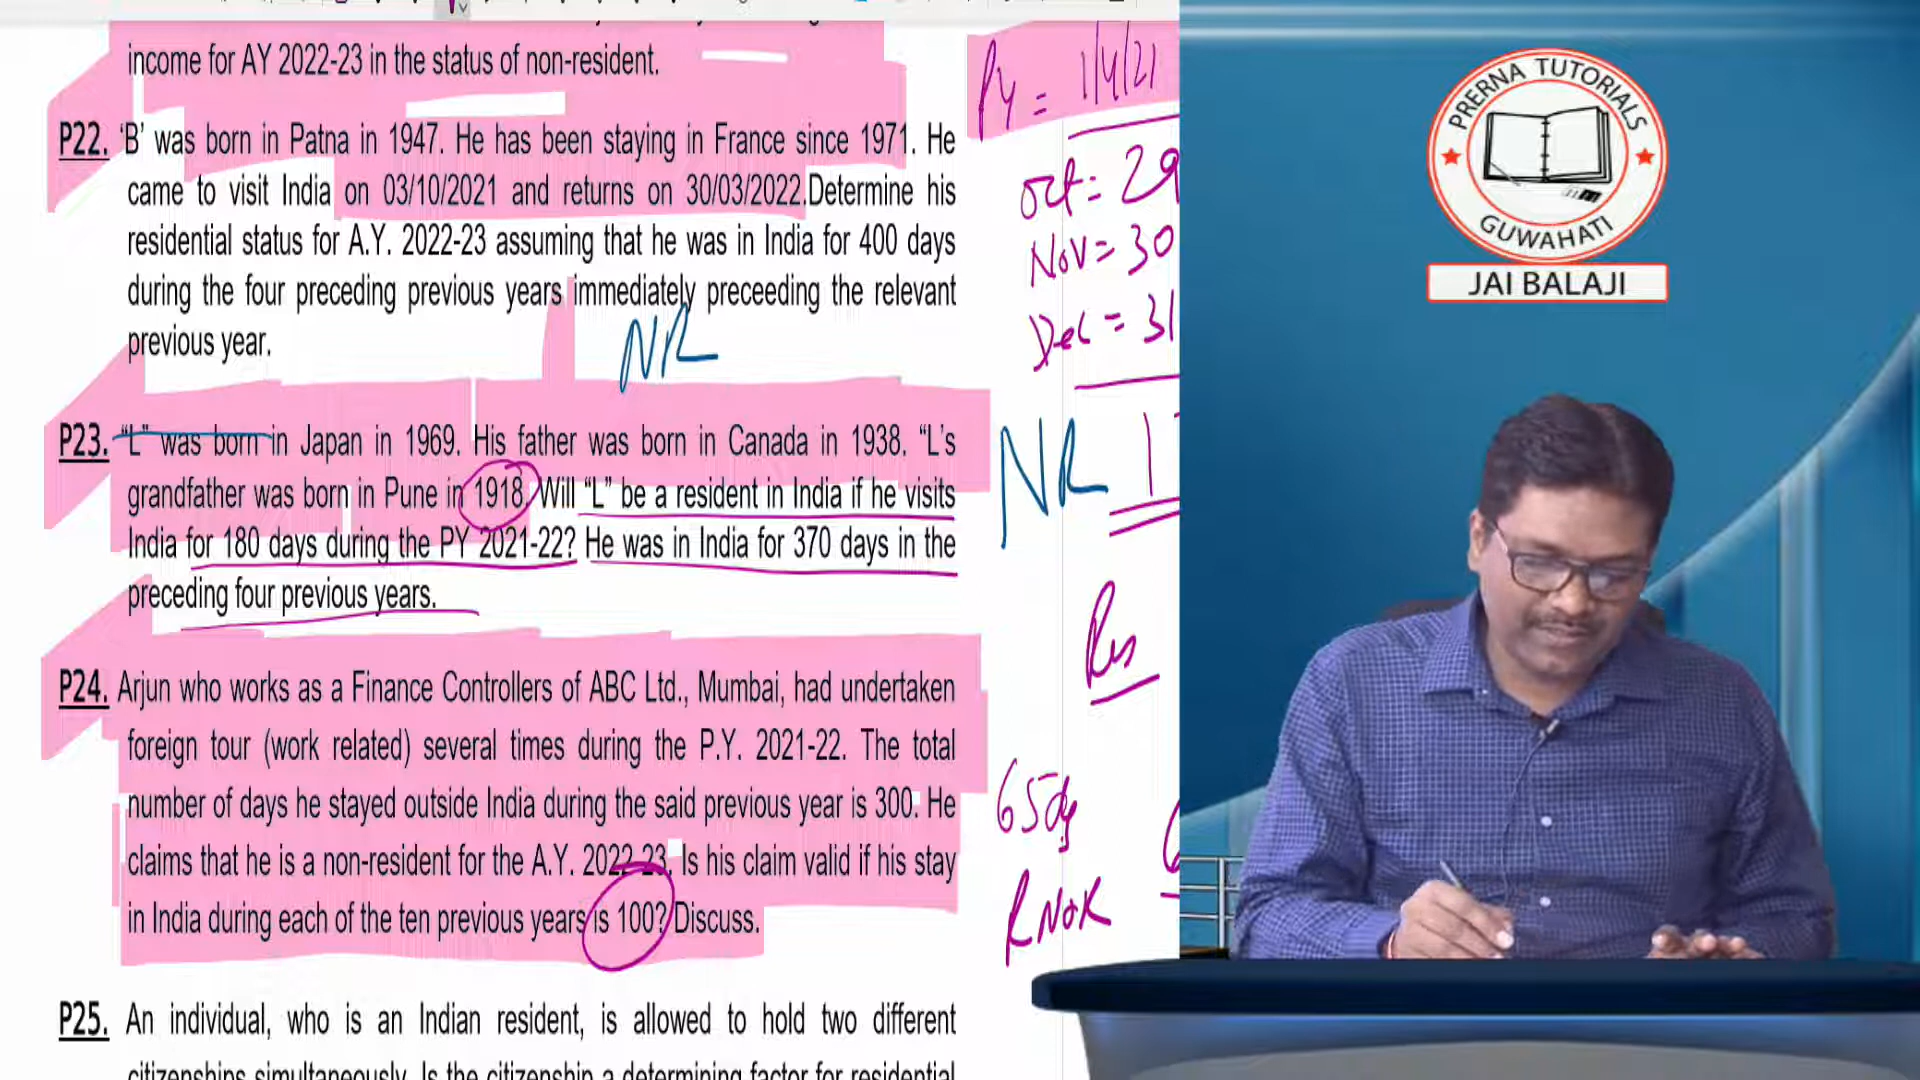 income for AY 2022-23 in the status of non-resident.
P22. 'B' was born in Patna in 1947. He has been staying in France since 1971. He
came to visit India on 03/10/2021 and returns on 30/03/2022.Determine his
residential status for A.Y. 2022-23 assuming that he was in India for 400 days
during the four preceding previous years immediately preceeding the relevant
previous year.
NR
P23. "L" was born in Japan in 1969. His father was born in Canada in 1938. "L's
grandfather was born in Pune in 1918. Will "L" be a resident in India if he visits
India for 180 days during the PY 2021-22? He was in India for 370 days in the
preceding four previous years.
P24. Arjun who works as a Finance Controllers of ABC Ltd., Mumbai, had undertaken
foreign tour (work related) several times during the P.Y. 2021-22. The total
number of days he stayed outside India during the said previous year is 300. He
claims that he is a non-resident for the A.Y. 2022-23. Is his claim valid if his stay
in India during each of the ten previous years is 100? Discuss.
P25. An individual, who is an Indian resident, is allowed to hold two different
citizenships simultaneously. Is the citizenship a determining factor for residential
PY = 1/4/21
Oct = 29
Nov = 30
Dec = 31
NR
Res
65
RNOR
PRERNA TUTORIALS
GUWAHATI
JAI BALAJI